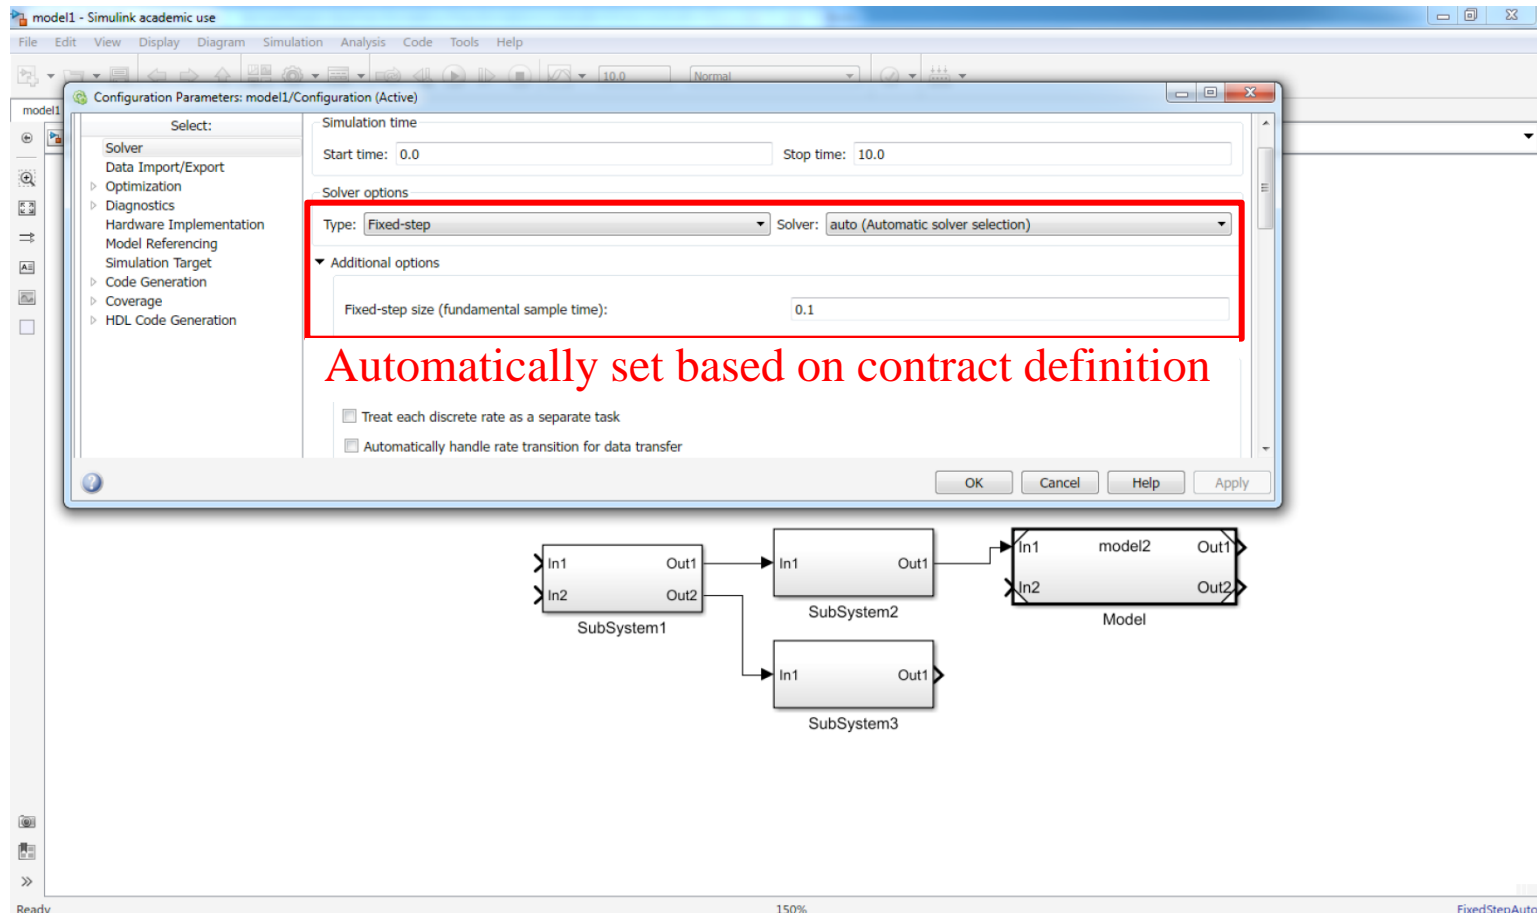 model1 - Simulink academic use
File Edit View Display Diagram Simulation Analysis Code Tools Help
10.0 Normal
Configuration Parameters: model1/Configuration (Active)
model1
Select:
Solver
Data Import/Export
Optimization
Diagnostics
Hardware Implementation
Model Referencing
Simulation Target
Code Generation
Coverage
HDL Code Generation
Simulation time
Start time: 0.0 Stop time: 10.0
Solver options
Type: Fixed-step Solver: auto (Automatic solver selection)
Additional options
Fixed-step size (fundamental sample time): 0.1
Automatically set based on contract definition
Treat each discrete rate as a separate task
Automatically handle rate transition for data transfer
OK Cancel Help Apply
In1 Out1
In2 Out2
SubSystem1
In1 Out1
SubSystem2
In1 model2 Out1
In2 Out2
Model
In1 Out1
SubSystem3
Ready 150% FixedStepAuto